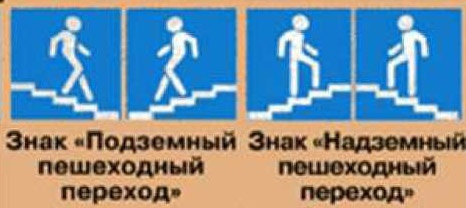 Знак «Подземный
пешеходный
переход»
Знак «Надземный
пешеходный
переход»